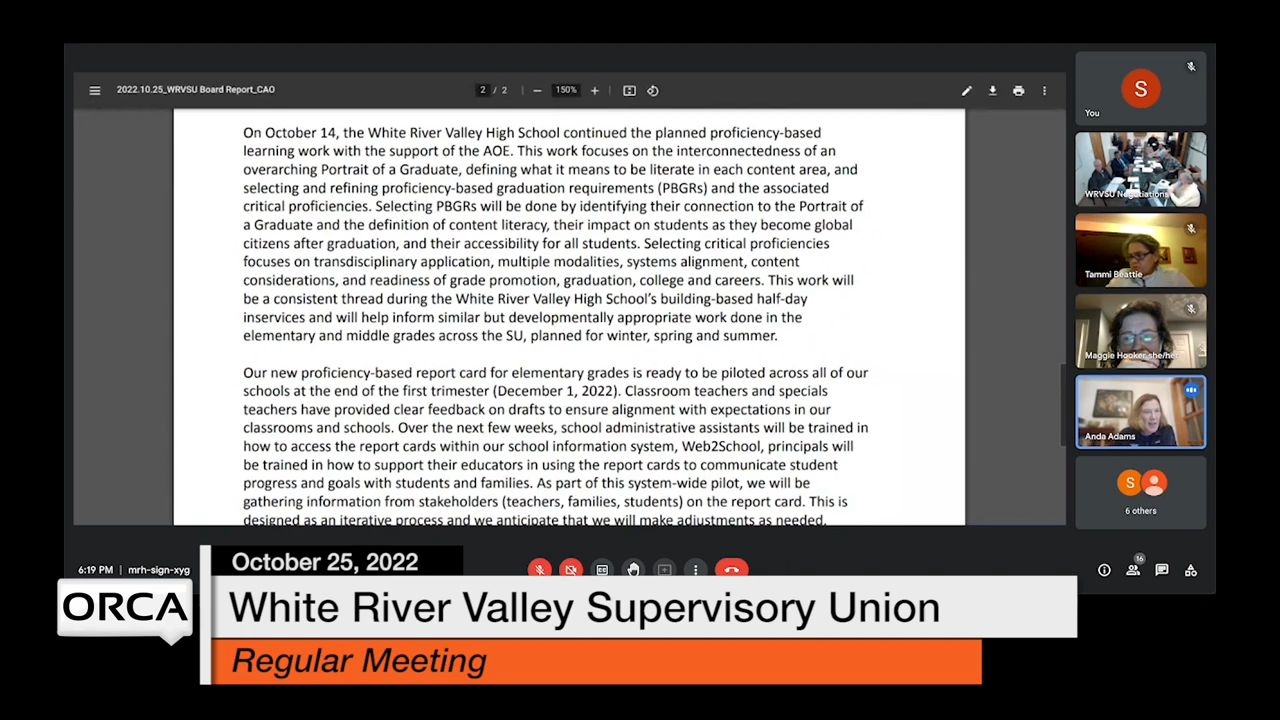 2022.10.25_WRVSU Board Report_CAO
2 / 2
150%
On October 14, the White River Valley High School continued the planned proficiency-based
learning work with the support of the AOE. This work focuses on the interconnectedness of an
overarching Portrait of a Graduate, defining what it means to be literate in each content area, and
selecting and refining proficiency-based graduation requirements (PBGRs) and the associated
critical proficiencies. Selecting PBGRs will be done by identifying their connection to the Portrait of
a Graduate and the definition of content literacy, their impact on students as they become global
citizens after graduation, and their accessibility for all students. Selecting critical proficiencies
focuses on transdisciplinary application, multiple modalities, systems alignment, content
considerations, and readiness of grade promotion, graduation, college and careers. This work will
be a consistent thread during the White River Valley High School's building-based half-day
inservices and will help inform similar but developmentally appropriate work done in the
elementary and middle grades across the SU, planned for winter, spring and summer.
Our new proficiency-based report card for elementary grades is ready to be piloted across all of our
schools at the end of the first trimester (December 1, 2022). Classroom teachers and specials
teachers have provided clear feedback on drafts to ensure alignment with expectations in our
classrooms and schools. Over the next few weeks, school administrative assistants will be trained in
how to access the report cards within our school information system, Web2School, principals will
be trained in how to support their educators in using the report cards to communicate student
progress and goals with students and families. As part of this system-wide pilot, we will be
gathering information from stakeholders (teachers, families, students) on the report card. This is
designed as an iterative process and we anticipate that we will make adjustments as needed.
S
You
WRVSU Negotiations
Tammi Beattie
Maggie Hooker she/her
Anda Adams
S
6 others
6:19 PM | mrh-sign-xyg
16
October 25, 2022
ORCA
White River Valley Supervisory Union
Regular Meeting